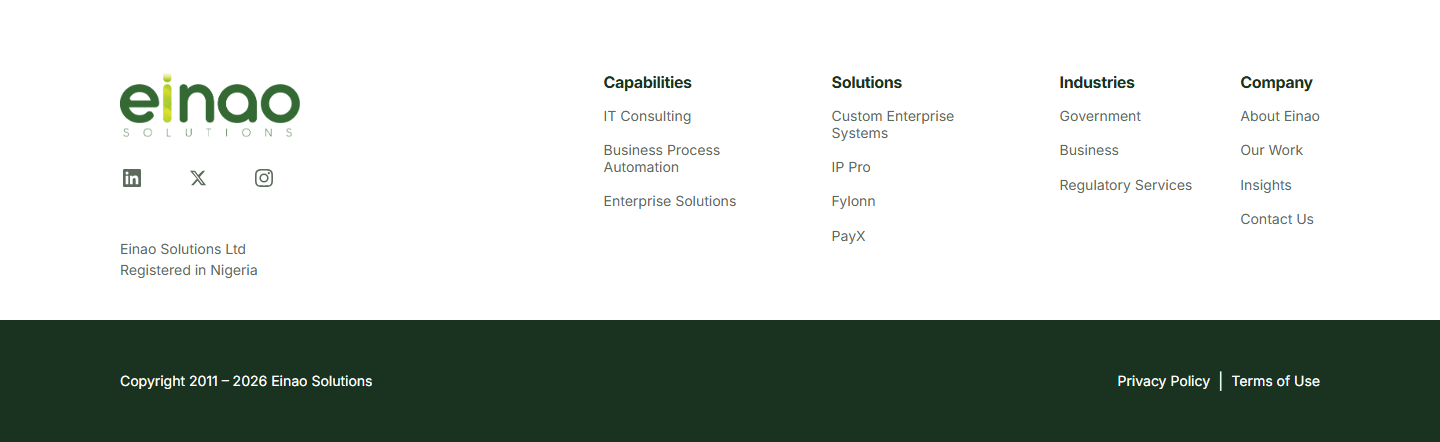 einao
SOLUTIONS
Einao Solutions Ltd
Registered in Nigeria
Capabilities
IT Consulting
Business Process
Automation
Enterprise Solutions
Solutions
Custom Enterprise
Systems
IP Pro
Fylonn
PayX
Industries
Government
Business
Regulatory Services
Company
About Einao
Our Work
Insights
Contact Us
Copyright 2011 – 2026 Einao Solutions
Privacy Policy | Terms of Use